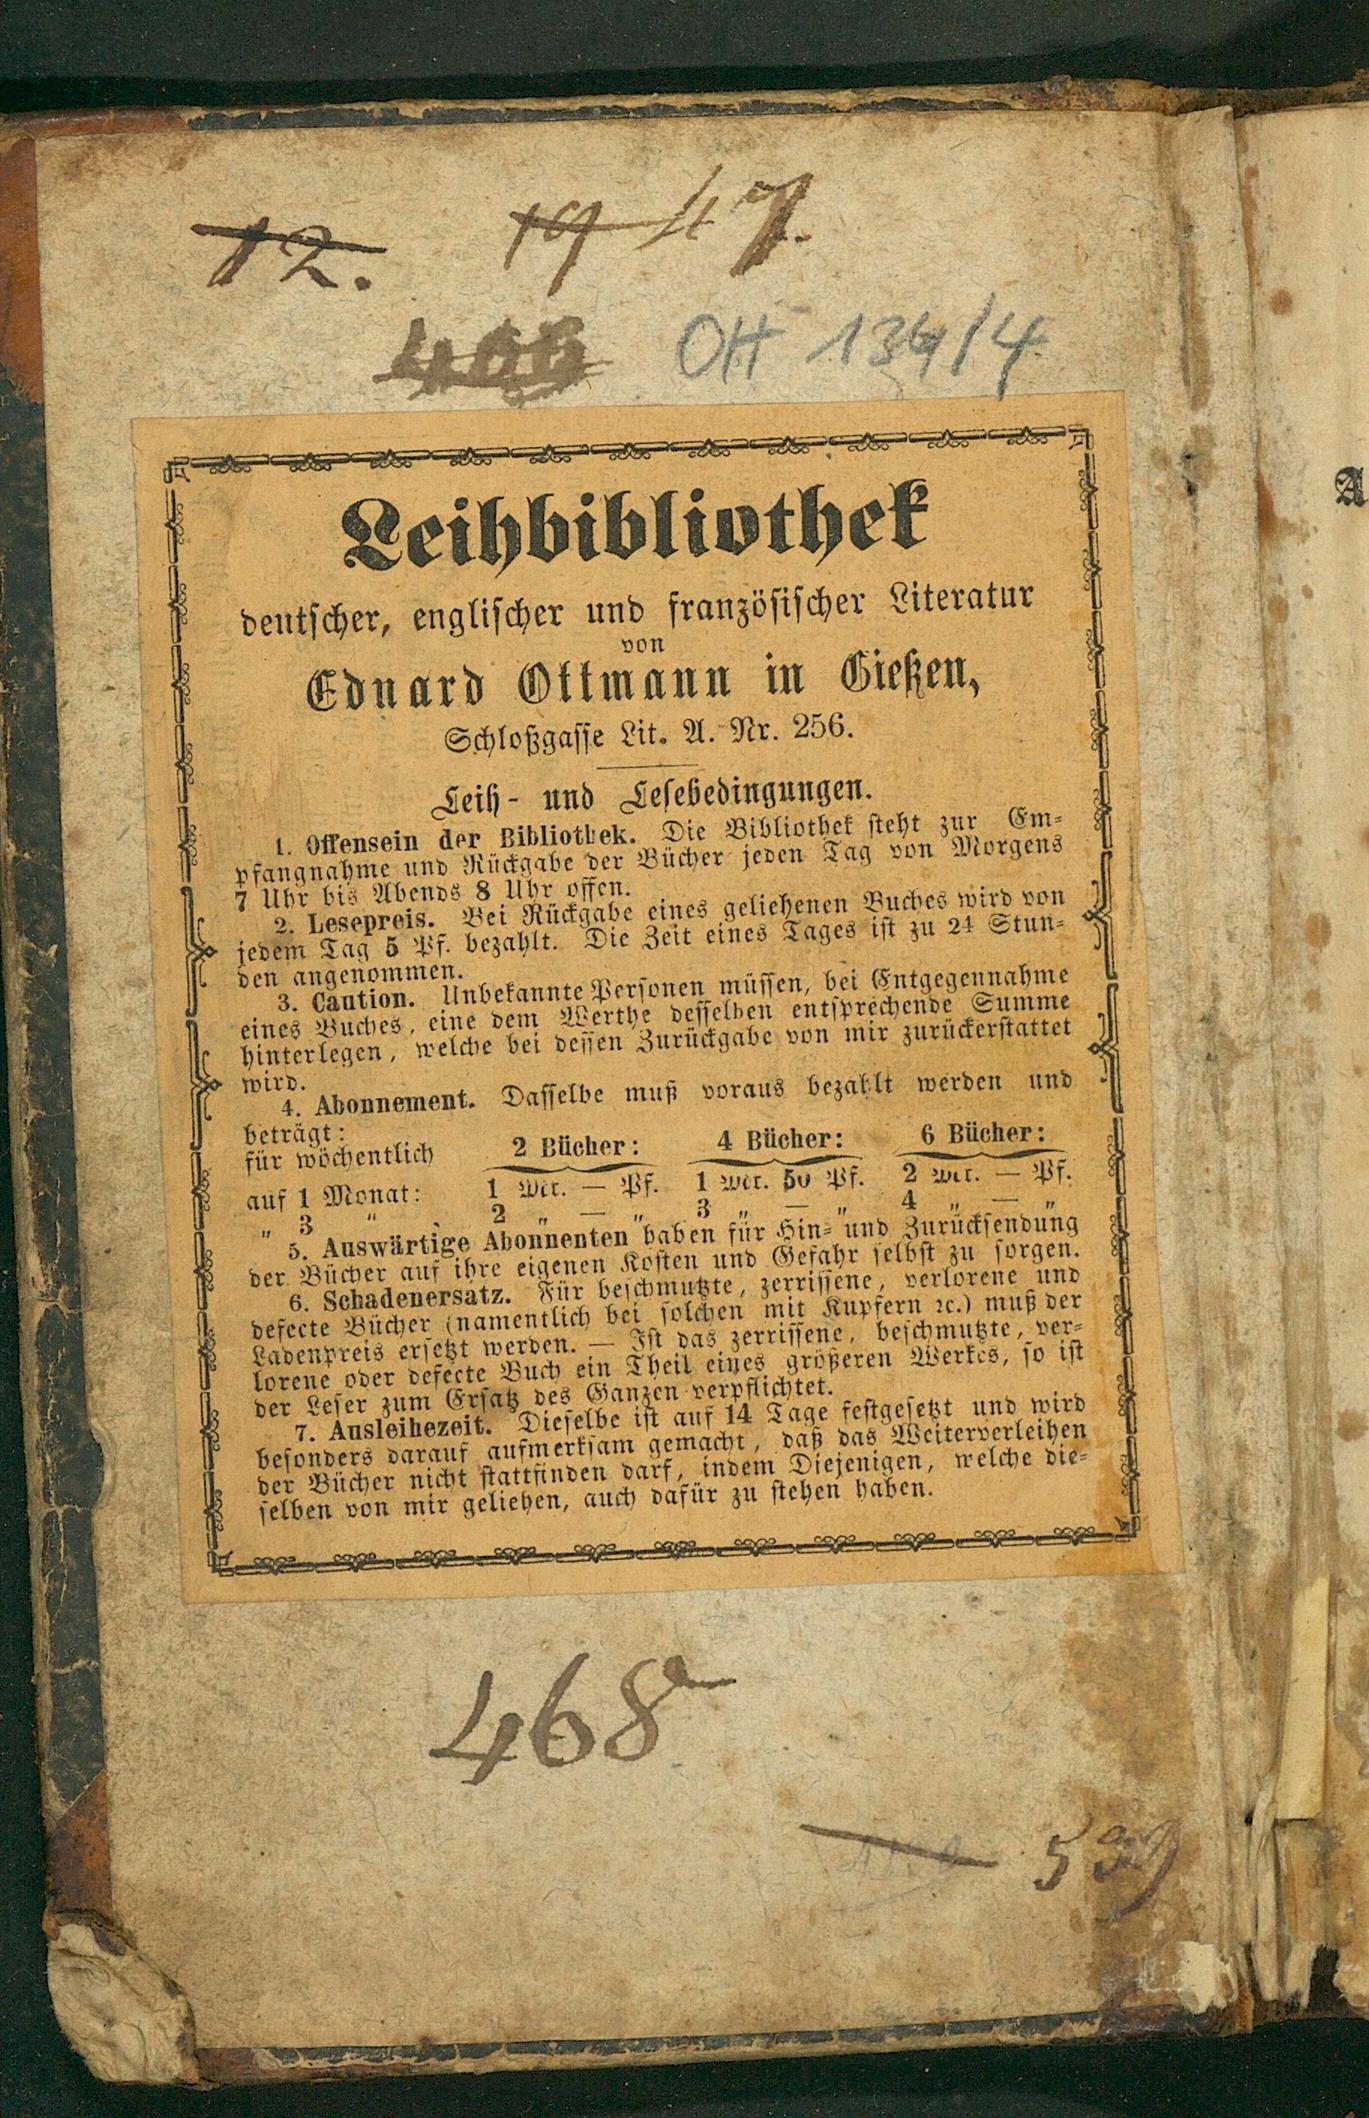 12. 19 47.
466 OH 134/4
Leihbibliothek
deutscher, englischer und französischer Literatur
von
Eduard Ottmann in Gießen,
Schloßgasse Lit. A. Nr. 256.
Leih- und Lesebedingungen.
1. Offensein der Bibliothek. Die Bibliothek steht zur Em-
pfangnahme und Rückgabe der Bücher jeden Tag von Morgens
7 Uhr bis Abends 8 Uhr offen.
2. Lesepreis. Bei Rückgabe eines geliehenen Buches wird von
jedem Tag 5 Pf. bezahlt. Die Zeit eines Tages ist zu 24 Stun-
den angenommen.
3. Caution. Unbekannte Personen müssen, bei Entgegennahme
eines Buches, eine dem Werthe desselben entsprechende Summe
hinterlegen, welche bei dessen Zurückgabe von mir zurückerstattet
wird.
4. Abonnement. Dasselbe muß voraus bezahlt werden und
beträgt:
für wöchentlich 2 Bücher: 4 Bücher: 6 Bücher:
auf 1 Monat: 1 Mk. — Pf. 1 Mk. 50 Pf. 2 Mk. — Pf.
„ 3 „ 2 „ — „ 3 „ — „ 4 „ — „
5. Auswärtige Abonnenten haben für Hin- und Zurücksendung
der Bücher auf ihre eigenen Kosten und Gefahr selbst zu sorgen.
6. Schadenersatz. Für beschmutzte, zerrissene, verlorene und
defecte Bücher (namentlich bei solchen mit Kupfern ꝛc.) muß der
Ladenpreis ersetzt werden. — Ist das zerrissene, beschmutzte, ver-
lorene oder defecte Buch ein Theil eines größeren Werkes, so ist
der Leser zum Ersatz des Ganzen verpflichtet.
7. Ausleihezeit. Dieselbe ist auf 14 Tage festgesetzt und wird
besonders darauf aufmerksam gemacht, daß das Weiterverleihen
der Bücher nicht stattfinden darf, indem Diejenigen, welche die-
selben von mir geliehen, auch dafür zu stehen haben.
468
539
A